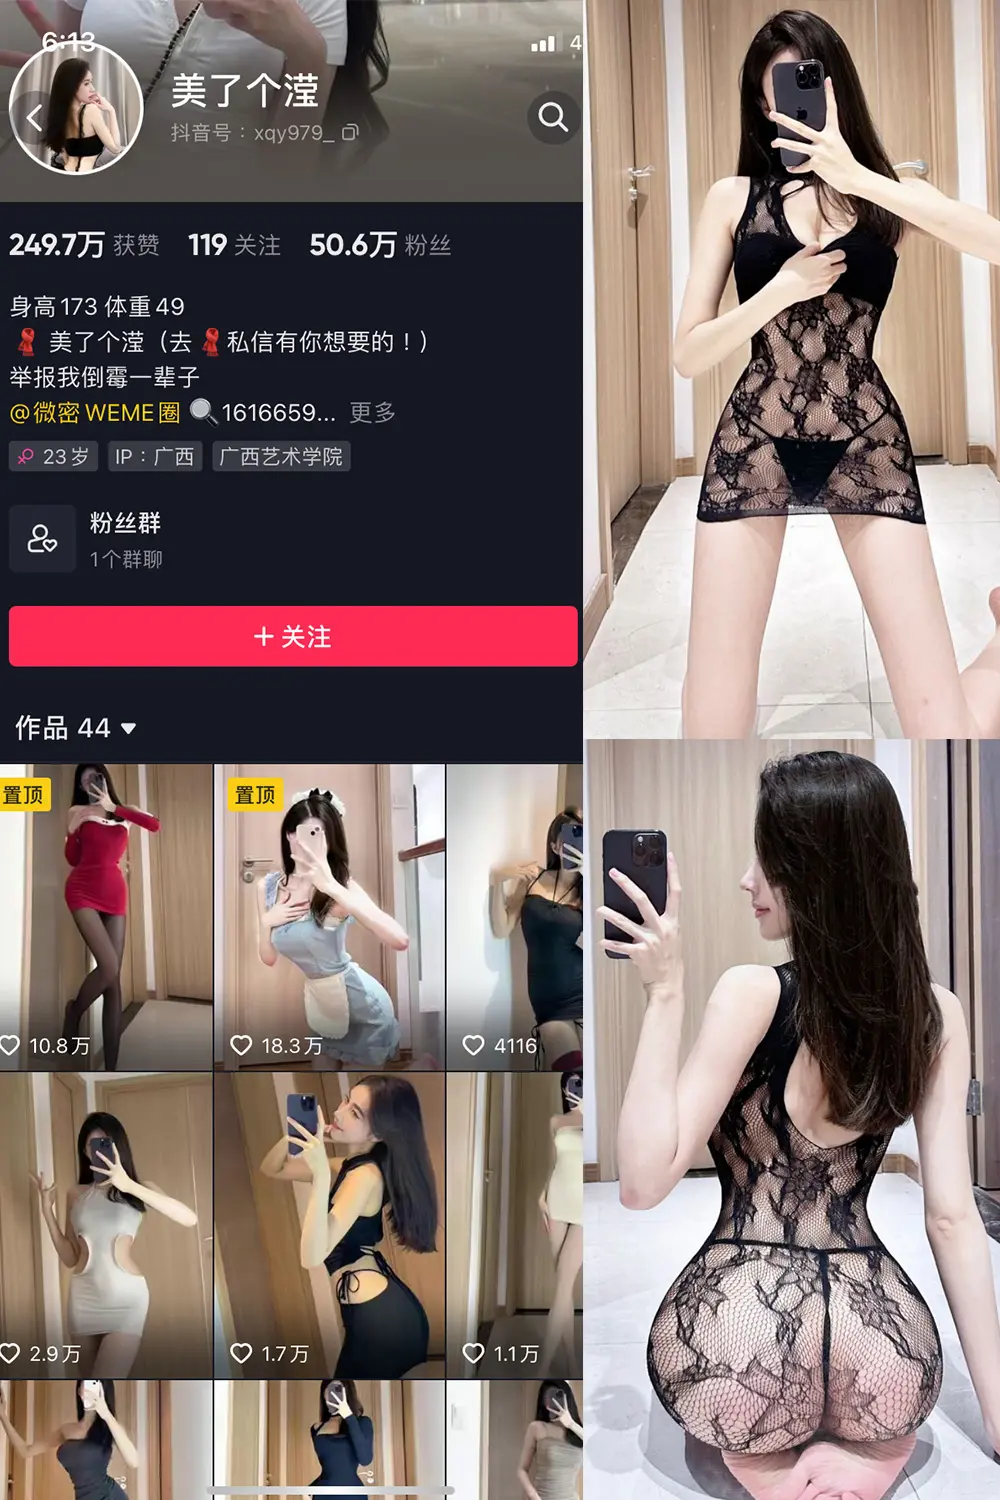 6:13
4
美了个滢
抖音号：xqy979_
249.7万 获赞 119 关注 50.6万 粉丝
身高173 体重49
🧣 美了个滢（去🧣私信有你想要的！）
举报我倒霉一辈子
@微密 WEME圈 🔍1616659... 更多
23岁 IP：广西 广西艺术学院
粉丝群
1个群聊
+ 关注
作品 44
置顶 置顶
10.8万 18.3万 4116
2.9万 1.7万 1.1万